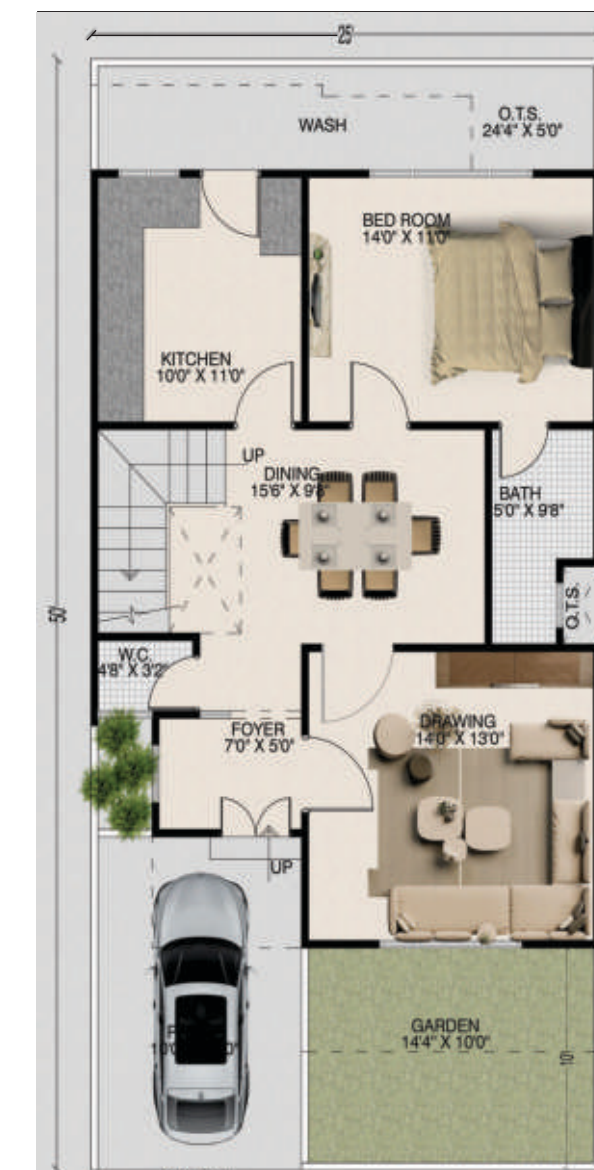 25'
WASH
O.T.S.
24'4" X 5'0"
BED ROOM
14'0" X 11'0"
KITCHEN
10'0" X 11'0"
UP
DINING
15'6" X 9'8"
BATH
5'0" X 9'8"
O.T.S.
50'
W.C.
4'8" X 3'2"
FOYER
7'0" X 5'0"
DRAWING
14'0" X 13'0"
UP
GARDEN
14'4" X 10'0"
10'